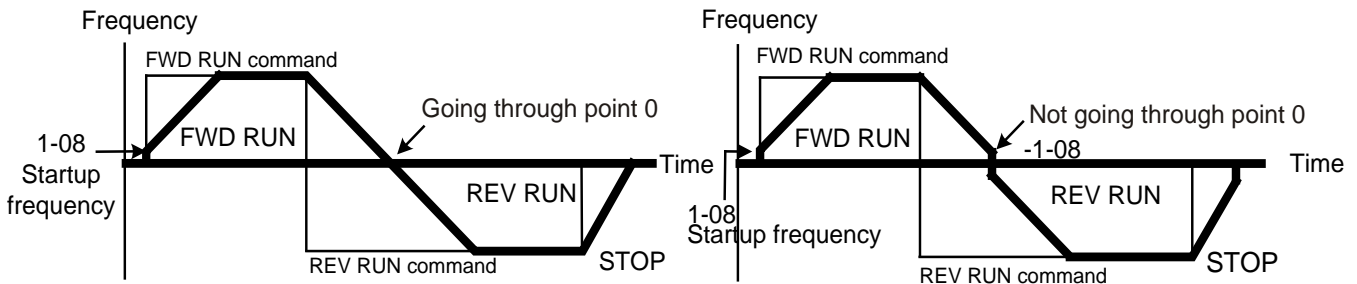 Frequency
FWD RUN command
Going through point 0
1-08
Startup
frequency
FWD RUN
Time
REV RUN
REV RUN command
STOP
Frequency
FWD RUN command
Not going through point 0
-1-08
FWD RUN
Time
1-08
Startup frequency
REV RUN
REV RUN command
STOP